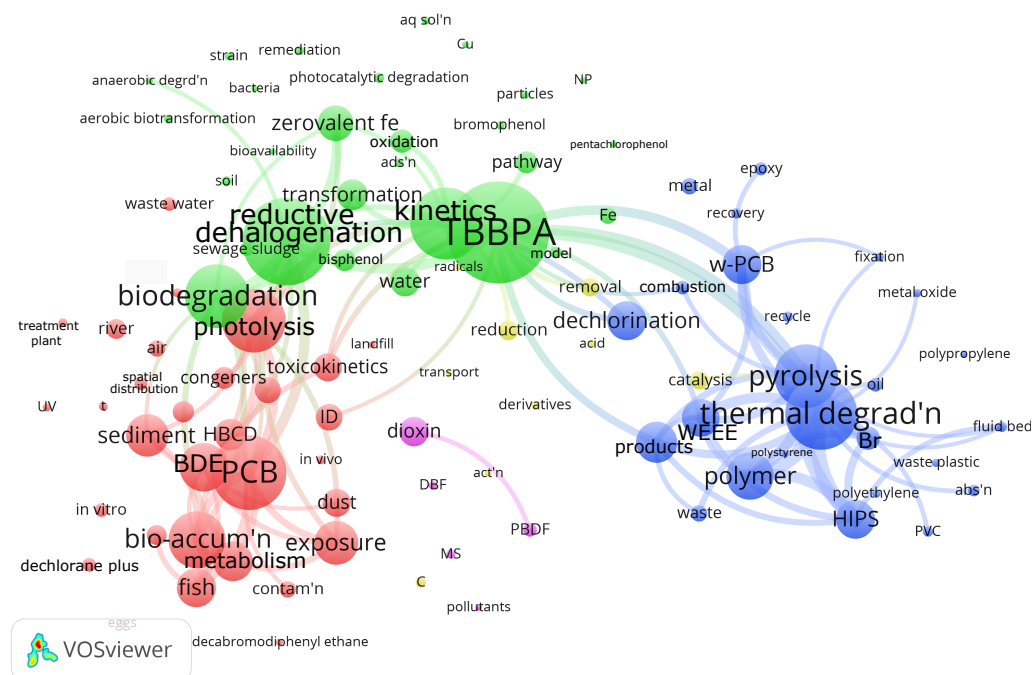 aq sol'n
Cu
strain
remediation
anaerobic degrd'n
bacteria
photocatalytic degradation
NP
particles
aerobic biotransformation
zerovalent fe
bromophenol
oxidation
pentachlorophenol
bioavailability
ads'n
pathway
epoxy
soil
transformation
metal
waste water
reductive
dehalogenation
kinetics
TBBPA
Fe
recovery
sewage sludge
bisphenol
radicals
model
w-PCB
fixation
water
removal
combustion
metal oxide
biodegradation
photolysis
treatment
plant
river
reduction
dechlorination
recycle
air
landfill
acid
polypropylene
spatial
distribution
congeners
toxicokinetics
transport
catalysis
pyrolysis
oil
UV
t
ID
derivatives
thermal degrd'n
sediment
HBCD
dioxin
WEEE
products
Br
fluid bed
BDE
PCB
in vivo
act'n
polystyrene
waste plastic
DBF
polymer
polyethylene
abs'n
in vitro
dust
waste
HIPS
PVC
PBDF
bio-accum'n
exposure
metabolism
MS
dechlorane plus
fish
contam'n
C
pollutants
eggs
decabromodiphenyl ethane
VOSviewer